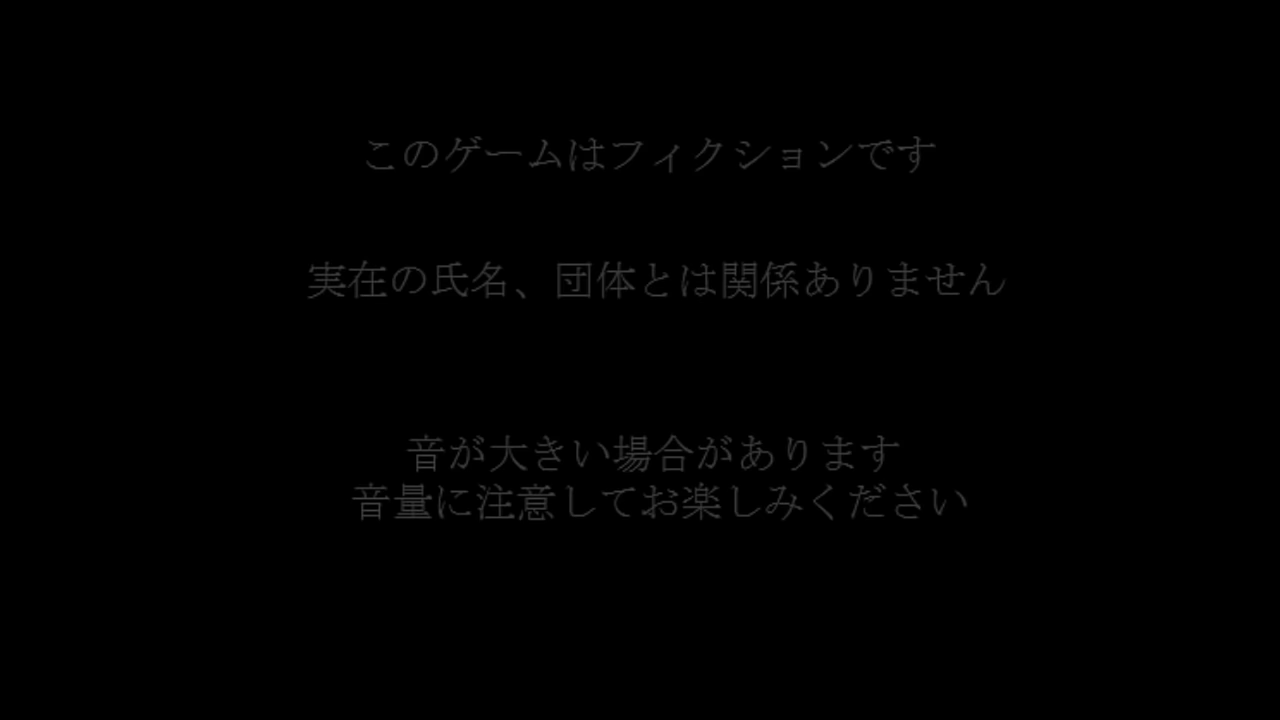 このゲームはフィクションです
実在の氏名、団体とは関係ありません
音が大きい場合があります
音量に注意してお楽しみください